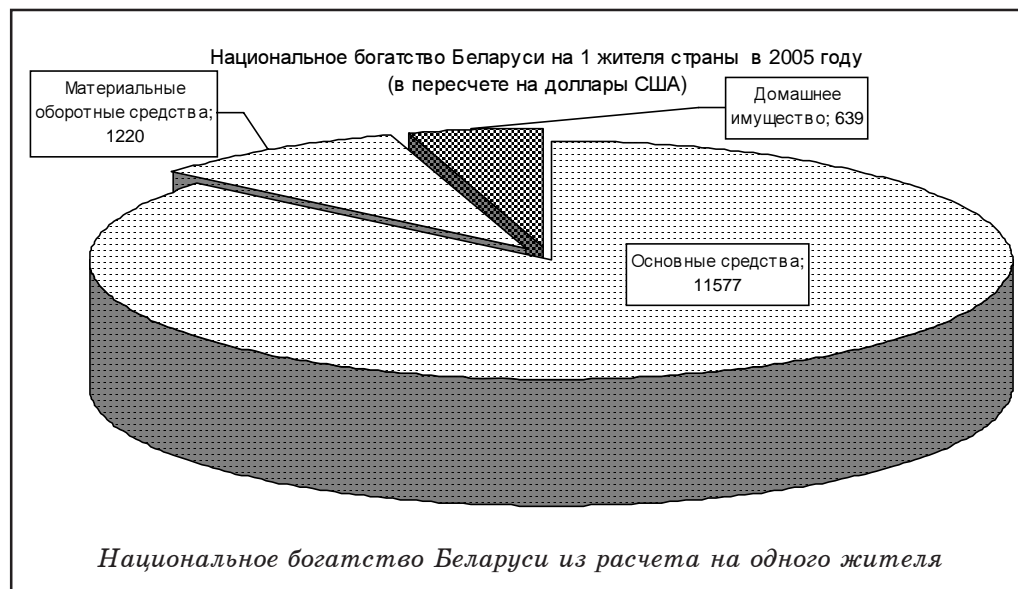 Национальное богатство Беларуси на 1 жителя страны в 2005 году
(в пересчете на доллары США)
Материальные
оборотные средства;
1220
Домашнее
имущество; 639
Основные средства;
11577
Национальное богатство Беларуси из расчета на одного жителя